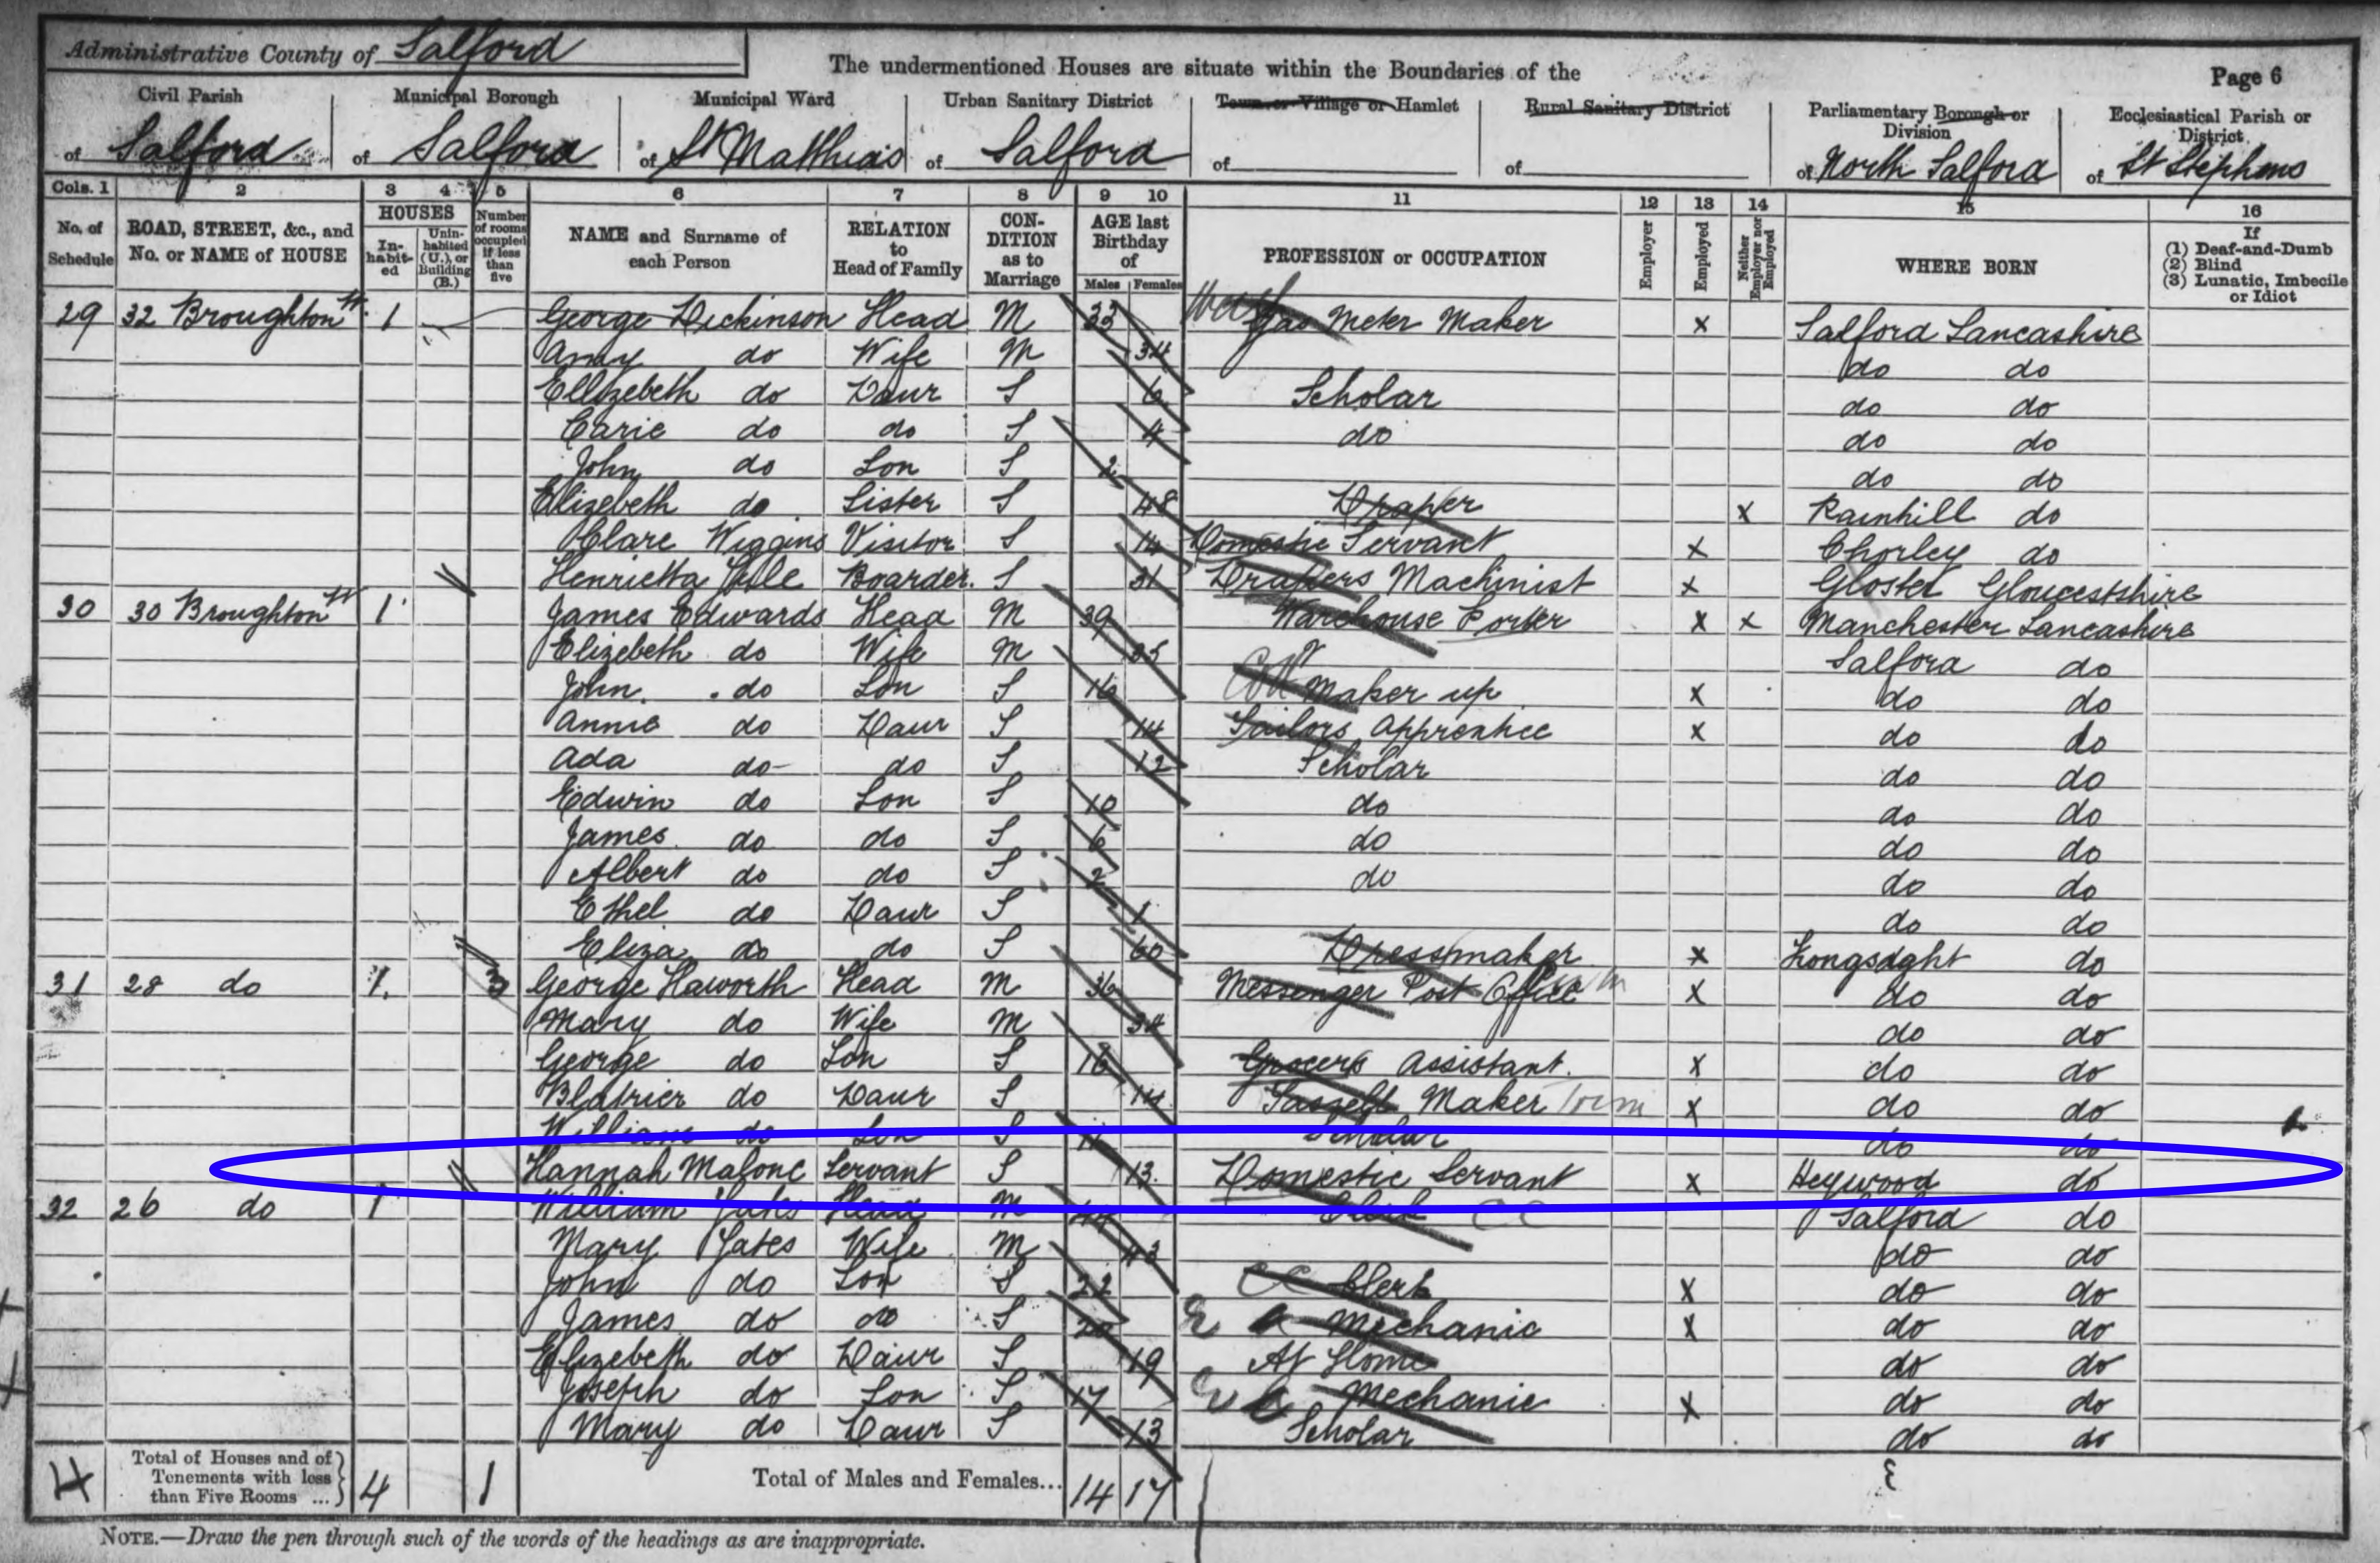 Administrative County of Salford
The undermentioned Houses are situate within the Boundaries of the
Page 6
Civil Parish of Salford
Municipal Borough of Salford
Municipal Ward of St Matthias
Urban Sanitary District of Salford
Town or Village or Hamlet of
Rural Sanitary District of
Parliamentary Borough or Division of North Salford
Ecclesiastical Parish or District of St Stephens
Cols. 1 2 3 4 5 6 7 8 9 10 11 12 13 14 15 16
No. of Schedule
ROAD, STREET, &c., and No. or NAME of HOUSE
HOUSES
In-habit-ed
Unin-habited (U.), or Building (B.)
Number of rooms occupied if less than five
NAME and Surname of each Person
RELATION to Head of Family
CON-DITION as to Marriage
AGE last Birthday of
Males Females
PROFESSION or OCCUPATION
Employer
Employed
Neither Employer nor Employed
WHERE BORN
If
(1) Deaf-and-Dumb
(2) Blind
(3) Lunatic, Imbecile or Idiot
29 32 Broughton St 1 George Dickinson Head M 33 Gas Meter Maker X Salford Lancashire
Amy do Wife M 34 do do
Ellizebeth do Daur S 6 Scholar do do
Carie do do S 4 do do do
John do Son S 2 do do
Elizebeth do Sister S 48 Draper X Rainhill do
Clare Wiggins Visitor S 14 Domestic Servant X Chorley do
Henrietta Boarder. S 31 Drapers Machinist X Gloster Gloucestshire
30 30 Broughton St 1 James Edwards Head M 39 Warehouse Porter X X Manchester Lancashire
Elizebeth do Wife M 35 Salford do
John do Son S 16 Maker up X do do
Annie do Daur S 14 Tailors Apprentice X do do
Ada do do S 12 Scholar do do
Edwin do Son S 10 do do do
James do do S 6 do do do
Albert do do S 2 do do do
Ethel do Daur S 1 do do
Eliza do do S 60 Dressmaker X Longsight do
31 28 do 1 3 George Haworth Head M 36 Messenger Post Office X do do
Mary do Wife M 34 do do
George do Son S 16 Grocers Assistant. X do do
do Daur S 14 Maker X do do
William do Son S 11 Scholar do do
Hannah Malone Servant S 13 Domestic Servant X Heywood do
32 26 do 1 William Yates Head M 44 Clerk CC Salford do
Mary Yates Wife M 43 do do
John do Son S 22 CC Clerk X do do
James do do S 20 Mechanic X do do
Elizebeth do Daur S 19 At Home do do
Joseph do Son S 17 Mechanic X do do
Mary do Daur S 13 Scholar do do
4 Total of Houses and of Tenements with less than Five Rooms ... 4 1 Total of Males and Females... 14 17
NOTE.—Draw the pen through such of the words of the headings as are inappropriate.